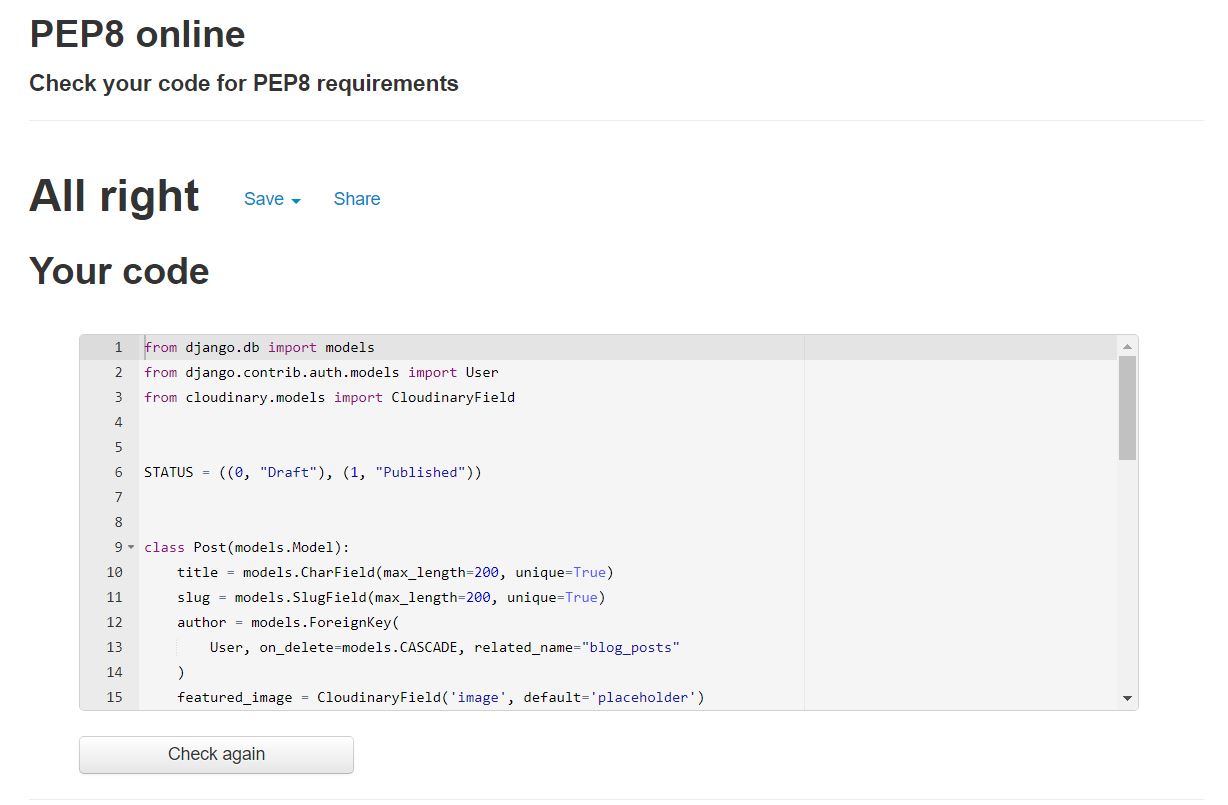 PEP8 online
Check your code for PEP8 requirements
All right Save Share
Your code
1 from django.db import models
2 from django.contrib.auth.models import User
3 from cloudinary.models import CloudinaryField
4
5
6 STATUS = ((0, "Draft"), (1, "Published"))
7
8
9 class Post(models.Model):
10     title = models.CharField(max_length=200, unique=True)
11     slug = models.SlugField(max_length=200, unique=True)
12     author = models.ForeignKey(
13         User, on_delete=models.CASCADE, related_name="blog_posts"
14     )
15     featured_image = CloudinaryField('image', default='placeholder')
Check again